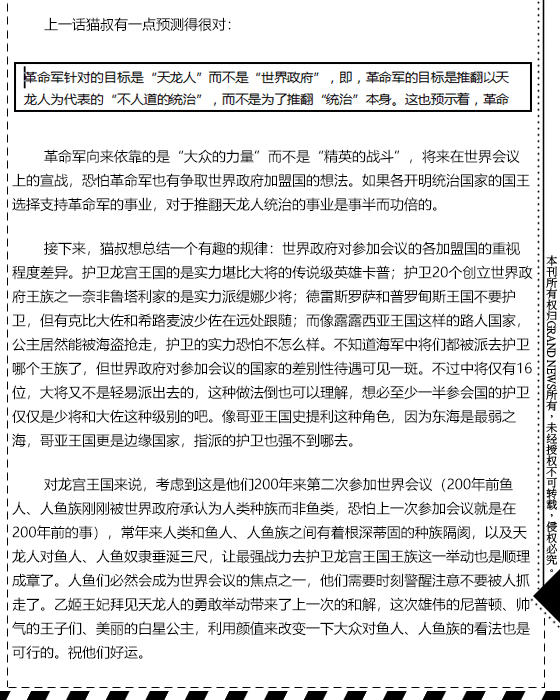 上一话猫叔有一点预测得很对：
革命军针对的目标是“天龙人”而不是“世界政府”，即，革命军的目标是推翻以天
龙人为代表的“不人道的统治”，而不是为了推翻“统治”本身。这也预示着，革命
革命军向来依靠的是“大众的力量”而不是“精英的战斗”，将来在世界会议
上的宣战，恐怕革命军也有争取世界政府加盟国的想法。如果各开明统治国家的国王
选择支持革命军的事业，对于推翻天龙人统治的事业是事半而功倍的。
接下来，猫叔想总结一个有趣的规律：世界政府对参加会议的各加盟国的重视
程度差异。护卫龙宫王国的是实力堪比大将的传说级英雄卡普；护卫20个创立世界政
府王族之一奈非鲁塔利家的是实力派缇娜少将；德雷斯罗萨和普罗甸斯王国不要护
卫，但有克比大佐和希路麦波少佐在远处跟随；而像露露西亚王国这样的路人国家，
公主居然能被海盗抢走，护卫的实力恐怕不怎么样。不知道海军中将们都被派去护卫
哪个王族了，但世界政府对参加会议的国家的差别性待遇可见一斑。不过中将仅有16
位，大将又不是轻易派出去的，这种做法倒也可以理解，想必至少一半参会国的护卫
仅仅是少将和大佐这种级别的吧。像哥亚王国史提利这种角色，因为东海是最弱之
海，哥亚王国更是边缘国家，指派的护卫也强不到哪去。
对龙宫王国来说，考虑到这是他们200年来第二次参加世界会议（200年前鱼
人、人鱼族刚刚被世界政府承认为人类种族而非鱼类，恐怕上一次参加会议就是在
200年前的事），常年来人类和鱼人、人鱼族之间有着根深蒂固的种族隔阂，以及天
龙人对鱼人、人鱼奴隶垂涎三尺，让最强战力去护卫龙宫王国王族这一举动也是顺理
成章了。人鱼们必然会成为世界会议的焦点之一，他们需要时刻警醒注意不要被人抓
走了。乙姬王妃拜见天龙人的勇敢举动带来了上一次的和解，这次雄伟的尼普顿、帅
气的王子们、美丽的白星公主，利用颜值来改变一下大众对鱼人、人鱼族的看法也是
可行的。祝他们好运。
本刊所有权归GRAND NEWS所有，未经授权不可转载，侵权必究。